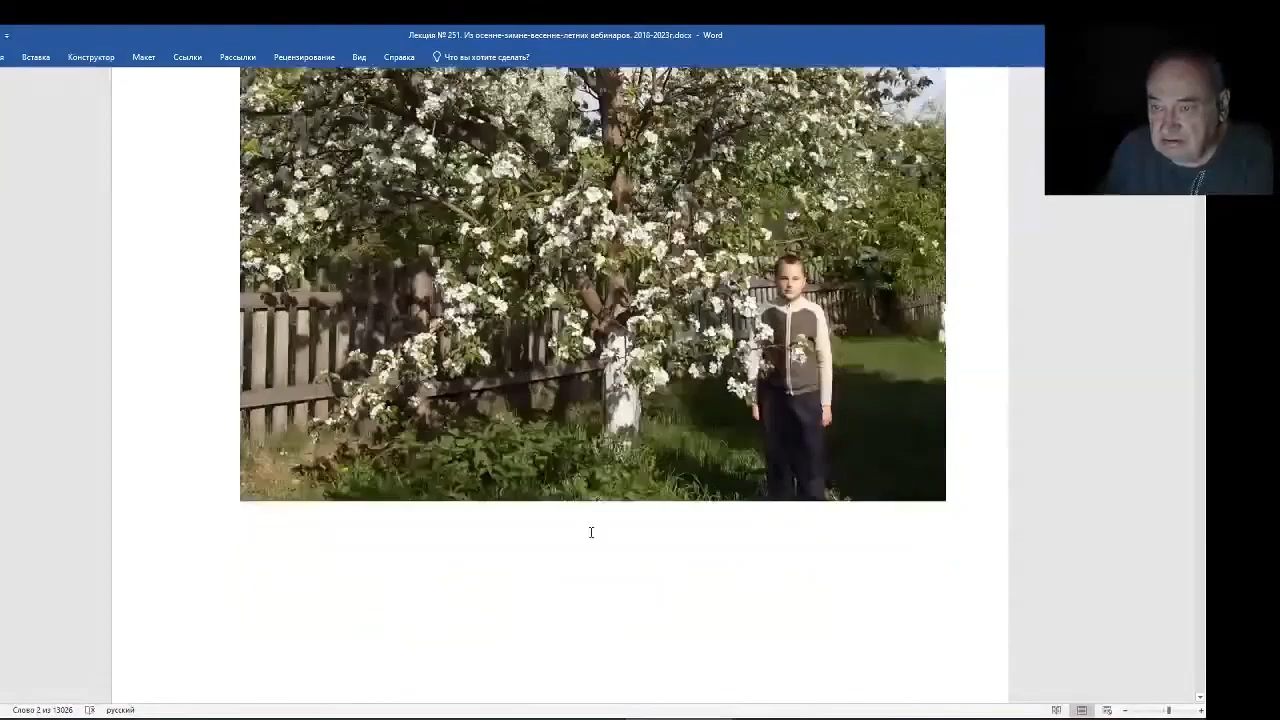 Лекция № 251. Из осенне-зимне-весенне-летних вебинаров. 2018-2023г.docx - Word
Вставка Конструктор Макет Ссылки Рассылки Рецензирование Вид Справка Что вы хотите сделать?
Слово 2 из 13026 русский